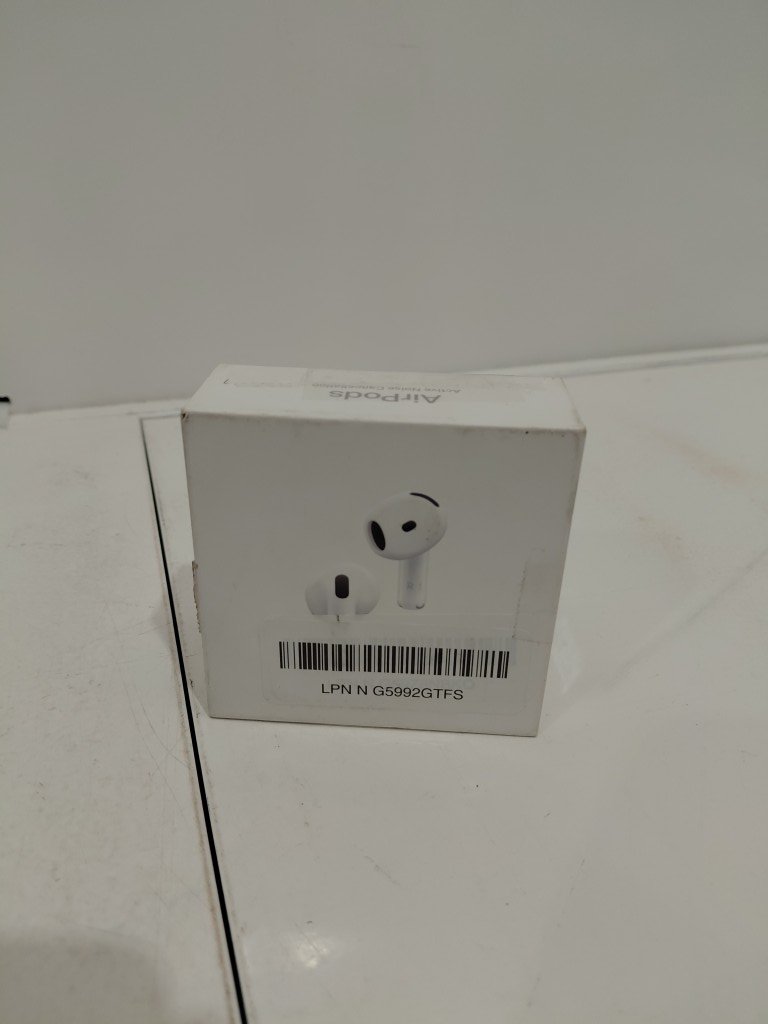 AirPods
Active Noise Cancellation
LPN N G5992GTFS